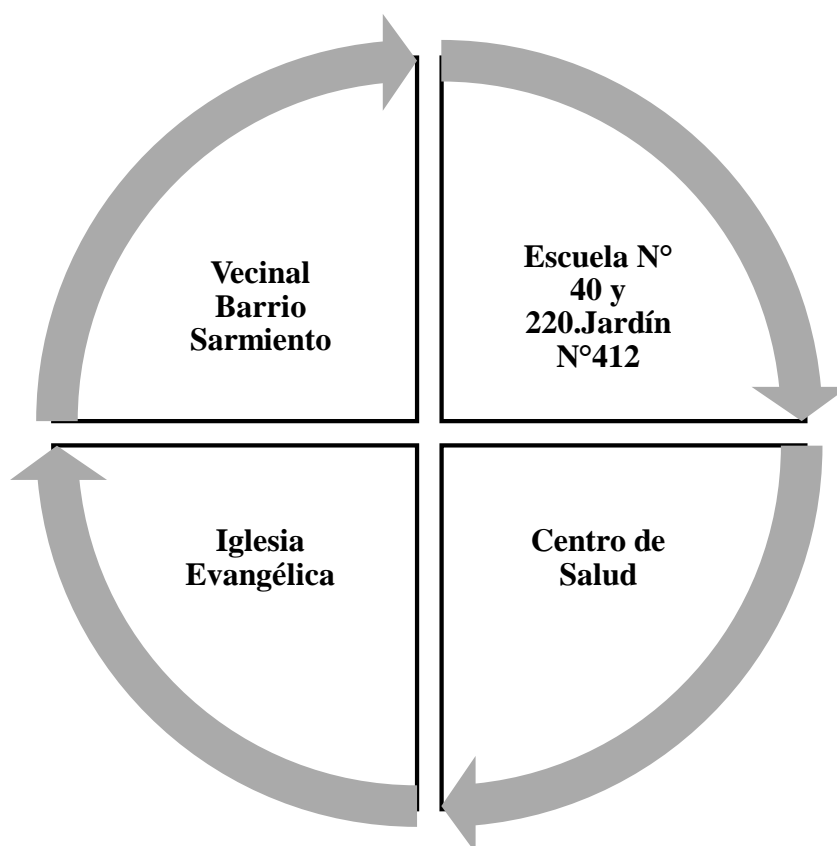 Vecinal
Barrio
Sarmiento
Escuela N°
40 y
220.Jardín
N°412
Iglesia
Evangélica
Centro de
Salud